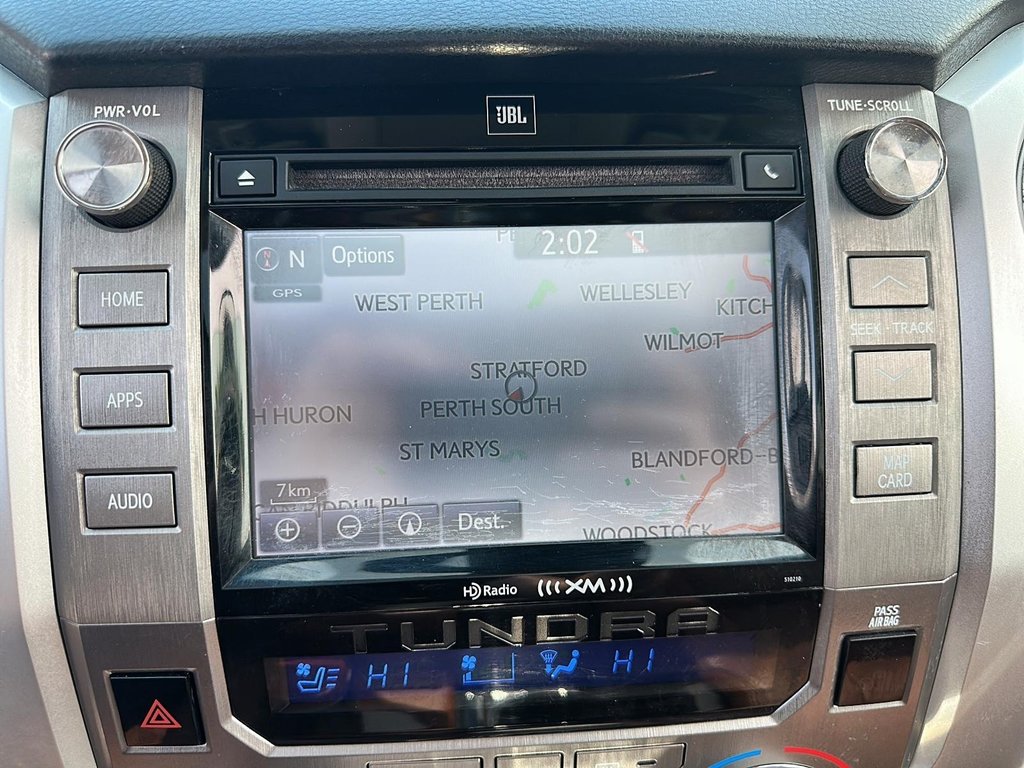 PWR·VOL
JBL
TUNE·SCROLL
N
Options
2:02
GPS
WEST PERTH
WELLESLEY
KITCH
HOME
WILMOT
SEEK·TRACK
STRATFORD
APPS
PERTH SOUTH
H HURON
ST MARYS
BLANDFORD-B
MAP
CARD
AUDIO
7km
Dest.
WOODSTOCK
HD Radio
(((XM)))
510210
TUNDRA
PASS
AIR BAG
HI
HI